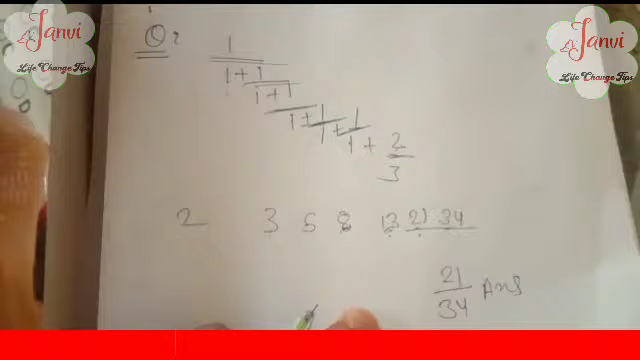 Janvi
Life Change Tips
Janvi
Life Change Tips
Q2
1
1 + 1
1 + 1
1 + 1
1 + 1
1 + 2
3
2 3 5 8 13 21 34
21
34 Ans